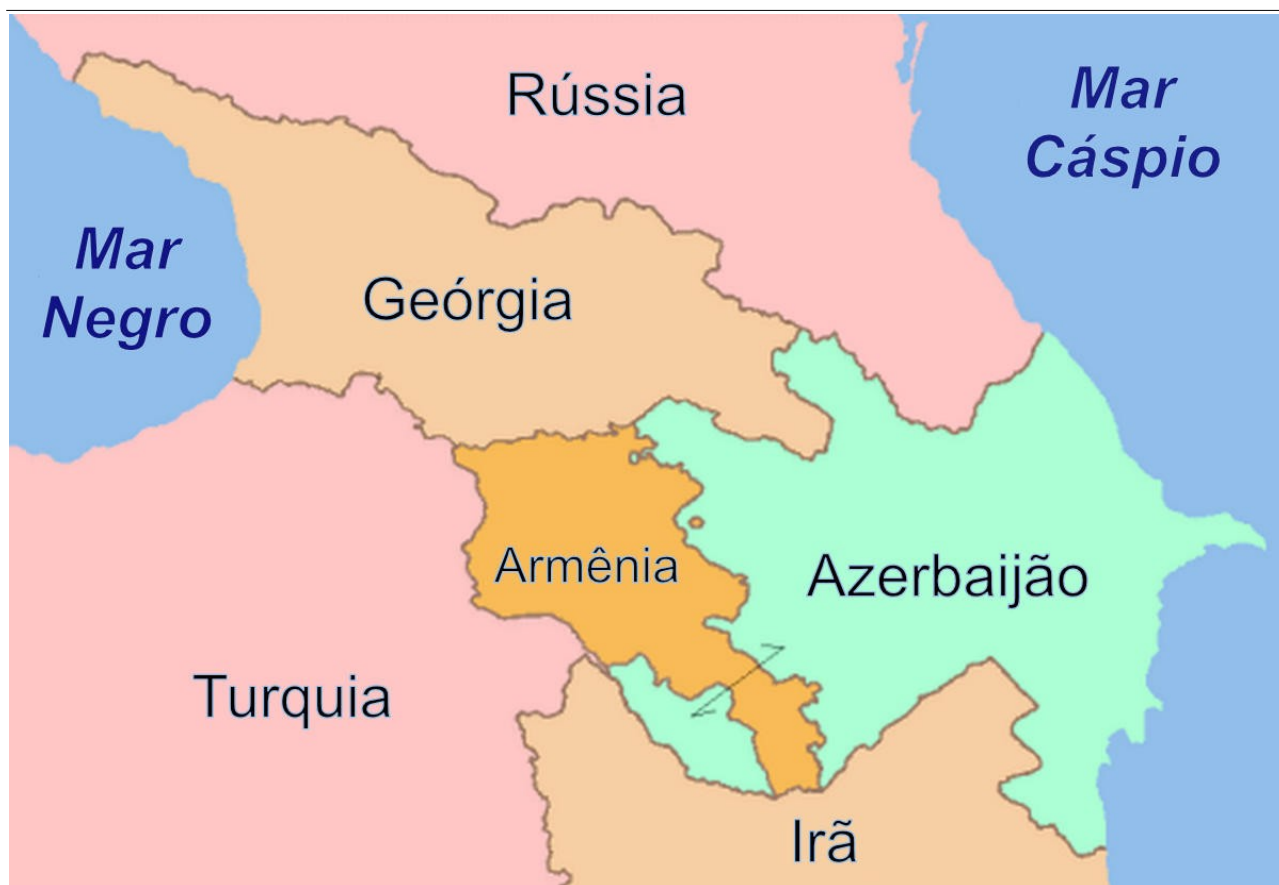 Rússia
Mar
Cáspio
Mar
Negro
Geórgia
Armênia
Azerbaijão
Turquia
Irã